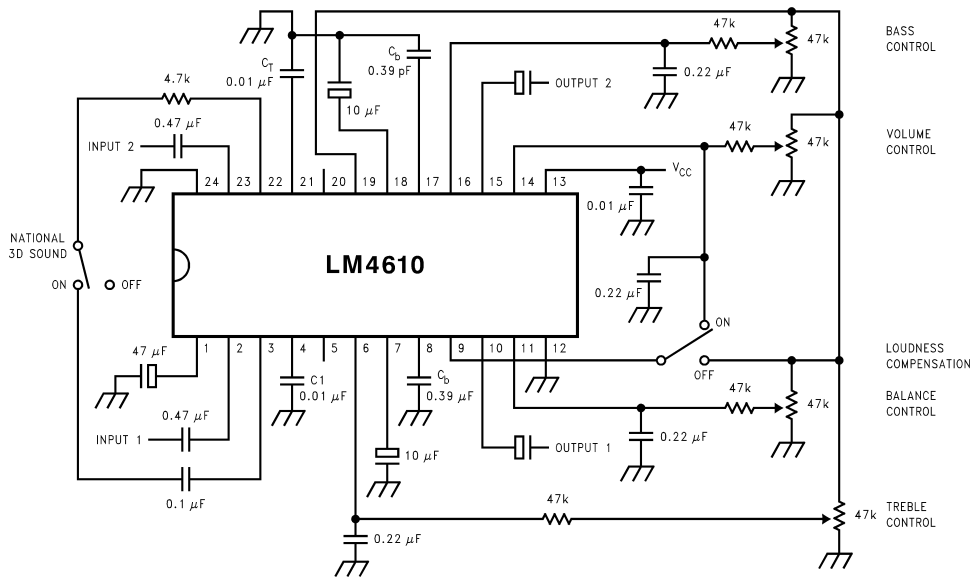 47k
BASS
CONTROL
47k
C_T
0.01 μF
C_b
0.39 pF
0.22 μF
OUTPUT 2
4.7k
10 μF
0.47 μF
47k
VOLUME
CONTROL
47k
INPUT 2
V_CC
24 23 22 21 20 19 18 17 16 15 14 13
0.01 μF
NATIONAL
3D SOUND
LM4610
ON OFF
0.22 μF
ON
1 2 3 4 5 6 7 8 9 10 11 12
LOUDNESS
COMPENSATION
47 μF
OFF
C1
0.01 μF
C_b
0.39 μF
47k
BALANCE
CONTROL
47k
0.47 μF
INPUT 1
0.22 μF
OUTPUT 1
10 μF
0.1 μF
47k
TREBLE
CONTROL
47k
0.22 μF